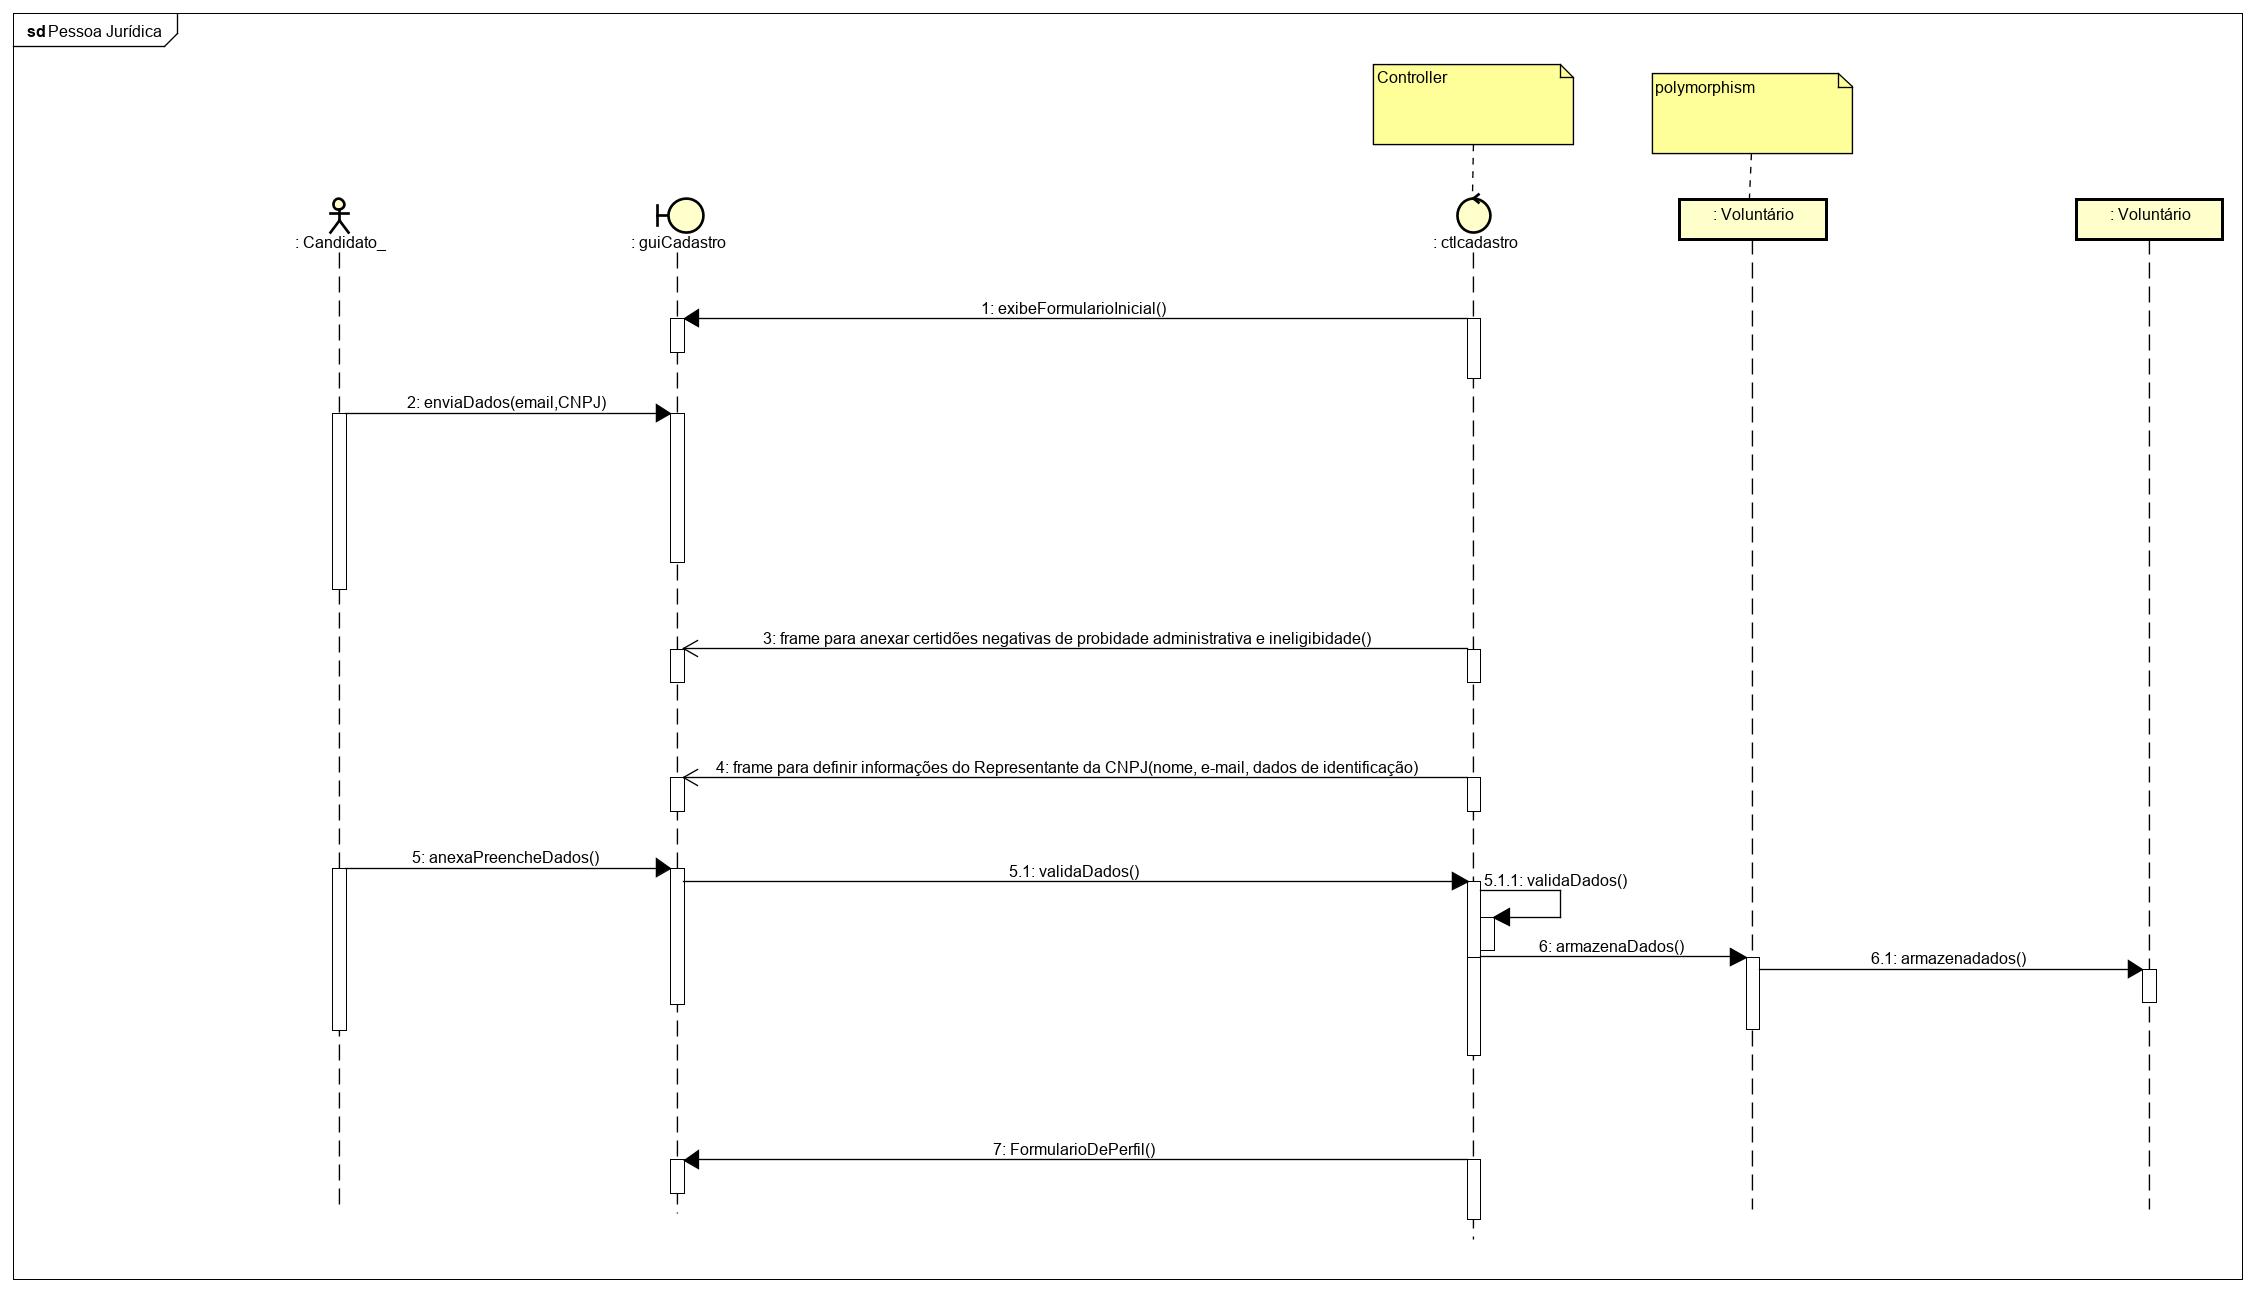 sd Pessoa Jurídica
Controller
polymorphism
: Candidato_
: guiCadastro
: ctlcadastro
: Voluntário
: Voluntário
1: exibeFormularioInicial()
2: enviaDados(email,CNPJ)
3: frame para anexar certidões negativas de probidade administrativa e ineligibidade()
4: frame para definir informações do Representante da CNPJ(nome, e-mail, dados de identificação)
5: anexaPreencheDados()
5.1: validaDados()
5.1.1: validaDados()
6: armazenaDados()
6.1: armazenadados()
7: FormularioDePerfil()